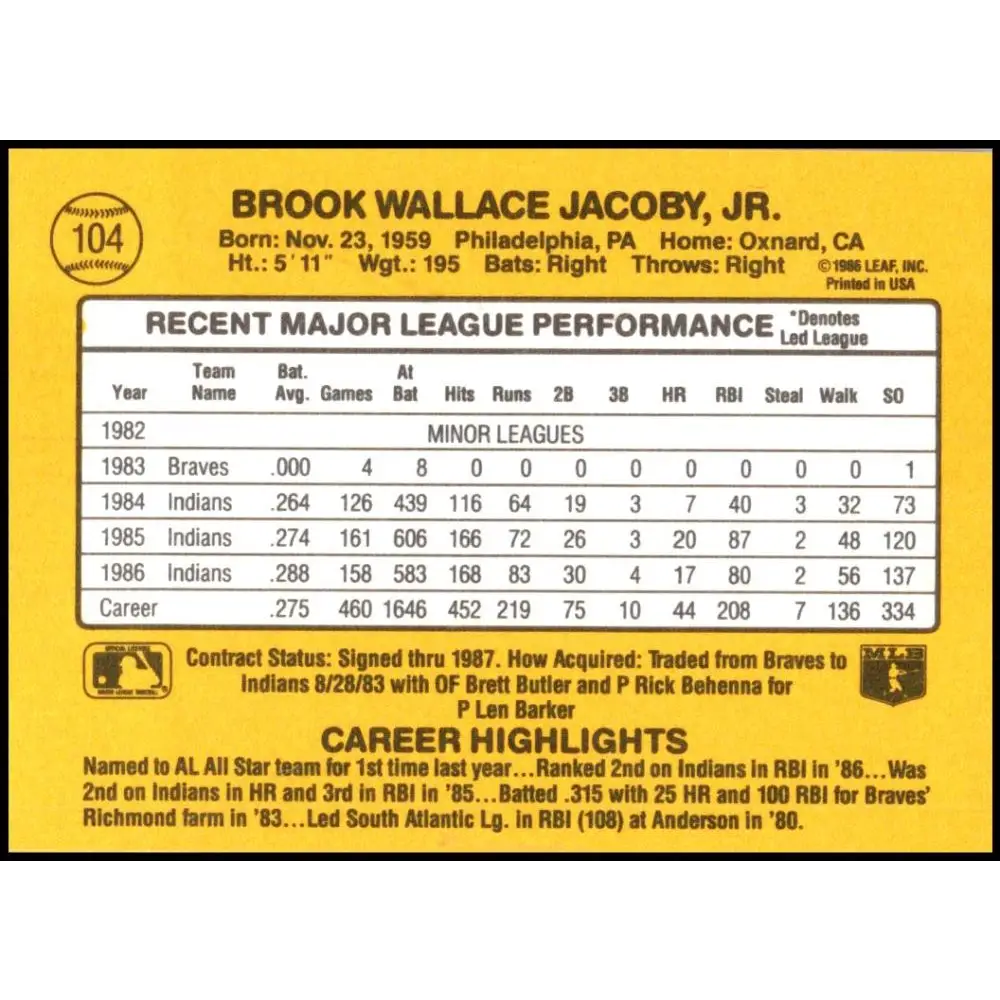 104
BROOK WALLACE JACOBY, JR.
Born: Nov. 23, 1959 Philadelphia, PA Home: Oxnard, CA
Ht.: 5'11" Wgt.: 195 Bats: Right Throws: Right ©1986 LEAF, INC.
Printed in USA
RECENT MAJOR LEAGUE PERFORMANCE *Denotes Led League
Year Team Name Bat. Avg. Games At Bat Hits Runs 2B 3B HR RBI Steal Walk SO
1982 MINOR LEAGUES
1983 Braves .000 4 8 0 0 0 0 0 0 0 0 1
1984 Indians .264 126 439 116 64 19 3 7 40 3 32 73
1985 Indians .274 161 606 166 72 26 3 20 87 2 48 120
1986 Indians .288 158 583 168 83 30 4 17 80 2 56 137
Career .275 460 1646 452 219 75 10 44 208 7 136 334
OFFICIAL LICENSEE
MAJOR LEAGUE BASEBALL
Contract Status: Signed thru 1987. How Acquired: Traded from Braves to
Indians 8/28/83 with OF Brett Butler and P Rick Behenna for
P Len Barker
MLB
CAREER HIGHLIGHTS
Named to AL All Star team for 1st time last year...Ranked 2nd on Indians in RBI in '86...Was
2nd on Indians in HR and 3rd in RBI in '85...Batted .315 with 25 HR and 100 RBI for Braves'
Richmond farm in '83...Led South Atlantic Lg. in RBI (108) at Anderson in '80.